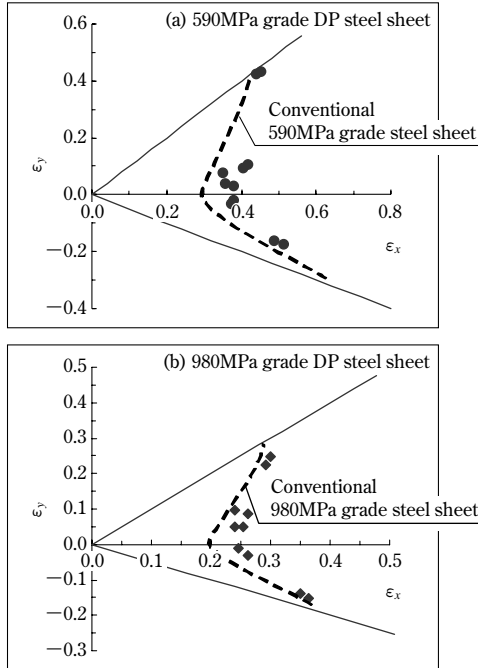 (a) 590MPa grade DP steel sheet
0.6
0.4
Conventional
590MPa grade steel sheet
0.2
εy
0.0
0.0 0.2 0.4 0.6 0.8
−0.2
εx
−0.4
(b) 980MPa grade DP steel sheet
0.5
0.4
0.3
0.2
Conventional
980MPa grade steel sheet
0.1
εy
0.0
0.0 0.1 0.2 0.3 0.4 0.5
−0.1
εx
−0.2
−0.3